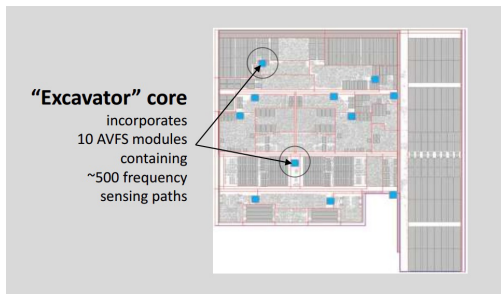 “Excavator” core
incorporates
10 AVFS modules
containing
~500 frequency
sensing paths